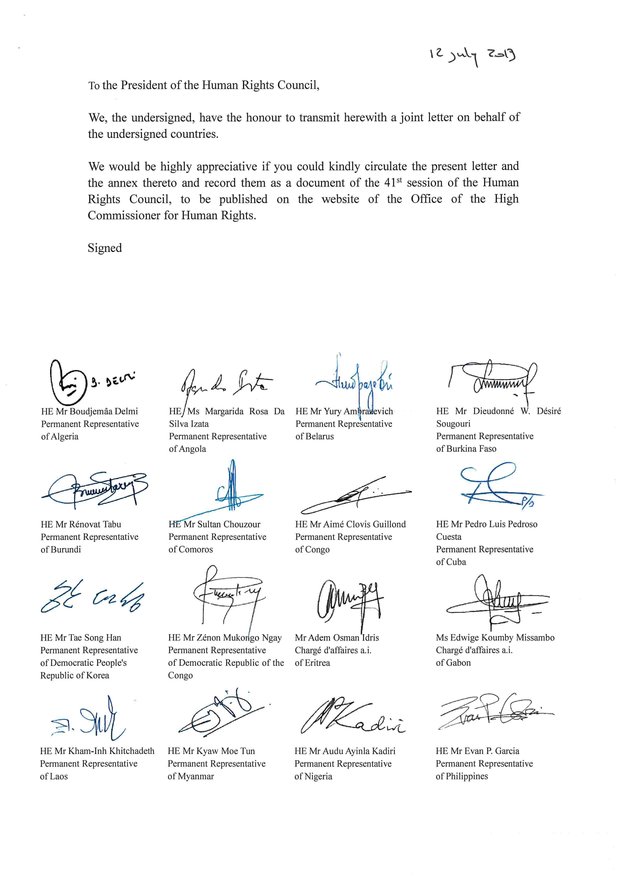 12 July 2019
To the President of the Human Rights Council,
We, the undersigned, have the honour to transmit herewith a joint letter on behalf of
the undersigned countries.
We would be highly appreciative if you could kindly circulate the present letter and
the annex thereto and record them as a document of the 41st session of the Human
Rights Council, to be published on the website of the Office of the High
Commissioner for Human Rights.
Signed
HE Mr Boudjemâa Delmi
Permanent Representative
of Algeria
HE Ms Margarida Rosa Da
Silva Izata
Permanent Representative
of Angola
HE Mr Yury Ambrazevich
Permanent Representative
of Belarus
HE Mr Dieudonné W. Désiré
Sougouri
Permanent Representative
of Burkina Faso
HE Mr Rénovat Tabu
Permanent Representative
of Burundi
HE Mr Sultan Chouzour
Permanent Representative
of Comoros
HE Mr Aimé Clovis Guillond
Permanent Representative
of Congo
P/O
HE Mr Pedro Luis Pedroso
Cuesta
Permanent Representative
of Cuba
HE Mr Tae Song Han
Permanent Representative
of Democratic People's
Republic of Korea
HE Mr Zénon Mukongo Ngay
Permanent Representative
of Democratic Republic of the
Congo
Mr Adem Osman Idris
Chargé d'affaires a.i.
of Eritrea
Ms Edwige Koumby Missambo
Chargé d'affaires a.i.
of Gabon
HE Mr Kham-Inh Khitchadeth
Permanent Representative
of Laos
HE Mr Kyaw Moe Tun
Permanent Representative
of Myanmar
Kadiri
HE Mr Audu Ayinla Kadiri
Permanent Representative
of Nigeria
HE Mr Evan P. Garcia
Permanent Representative
of Philippines